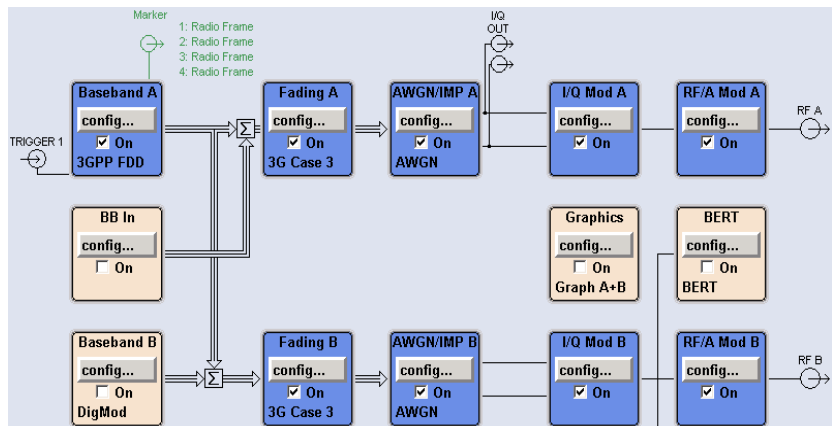 Marker
1: Radio Frame
2: Radio Frame
3: Radio Frame
4: Radio Frame
I/Q
OUT
TRIGGER 1
Baseband A
config...
On
3GPP FDD
Σ
Fading A
config...
On
3G Case 3
AWGN/IMP A
config...
On
AWGN
I/Q Mod A
config...
On
RF/A Mod A
config...
On
RF A
BB In
config...
On
Graphics
config...
On
Graph A+B
BERT
config...
On
BERT
Baseband B
config...
On
DigMod
Σ
Fading B
config...
On
3G Case 3
AWGN/IMP B
config...
On
AWGN
I/Q Mod B
config...
On
RF/A Mod B
config...
On
RF B